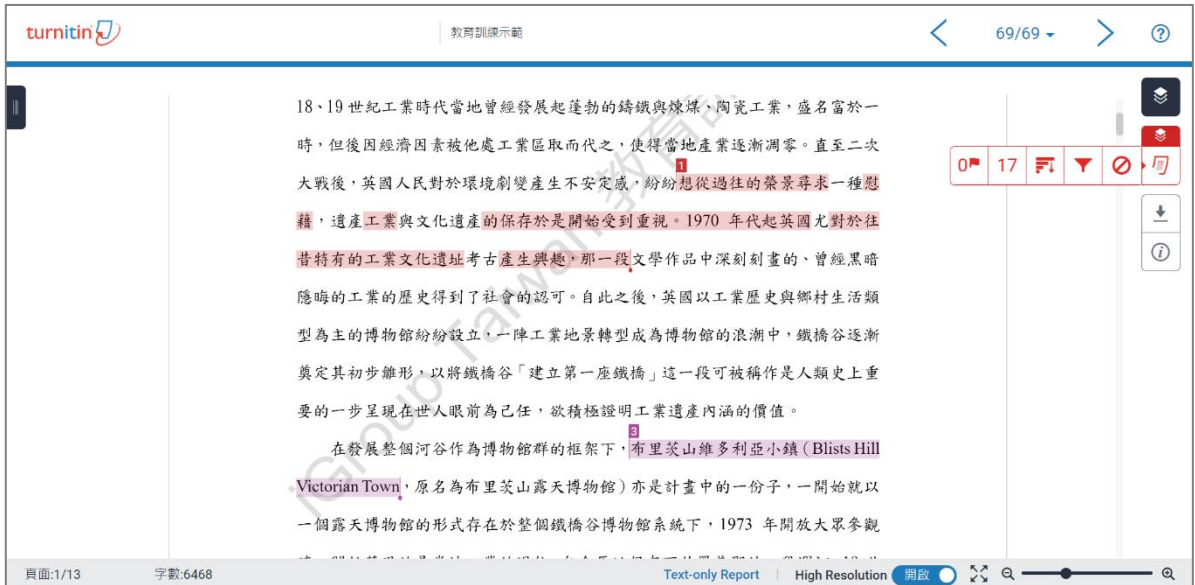 turnitin
教育訓練示範
69/69
18、19 世紀工業時代當地曾經發展起蓬勃的鑄鐵與煉煤、陶瓷工業，盛名富於一
時，但後因經濟因素被他處工業區取而代之，使得當地產業逐漸凋零。直至二次
1
大戰後，英國人民對於環境劇變產生不安定感，紛紛想從過往的榮景尋求一種慰
0
17
藉，遺產工業與文化遺產的保存於是開始受到重視。1970 年代起英國尤對於往
昔特有的工業文化遺址考古產生興趣，那一段文學作品中深刻刻畫的、曾經黑暗
隱晦的工業的歷史得到了社會的認可。自此之後，英國以工業歷史與鄉村生活類
型為主的博物館紛紛設立，一陣工業地景轉型成為博物館的浪潮中，鐵橋谷逐漸
奠定其初步雛形，以將鐵橋谷「建立第一座鐵橋」這一段可被稱作是人類史上重
要的一步呈現在世人眼前為己任，欲積極證明工業遺產內涵的價值。
3
在發展整個河谷作為博物館群的框架下，布里茨山維多利亞小鎮（Blists Hill
Victorian Town，原名為布里茨山露天博物館）亦是計畫中的一份子，一開始就以
一個露天博物館的形式存在於整個鐵橋谷博物館系統下，1973 年開放大眾參觀
iGroup Taiwan 教育訓
頁面:1/13
字數:6468
Text-only Report
High Resolution
開啟